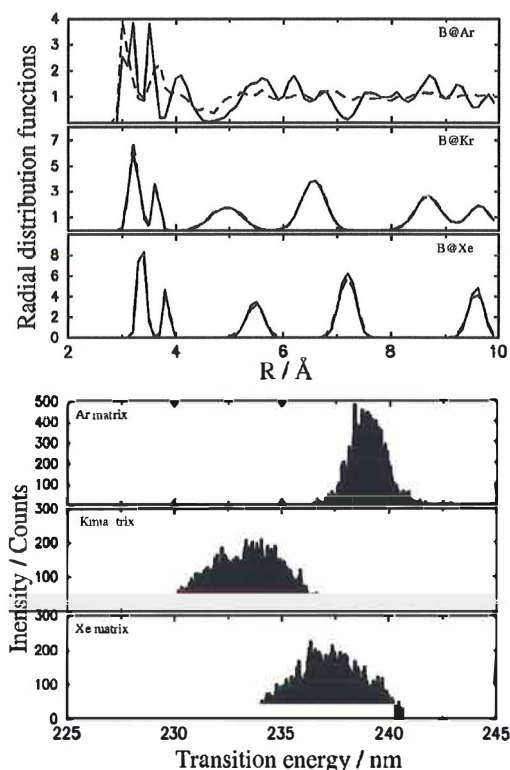 4
3
2
1
B@Ar
7
5
3
1
B@Kr
8
6
4
2
0
B@Xe
2 4 6 8 10
R / Å
Radial distribution functions
500
400
300
200
100
Ar matrix
300
200
100
Kma trix
300
200
100
0
Xe matrix
225 230 235 240 245
Transition energy / nm
Inensity / Counts